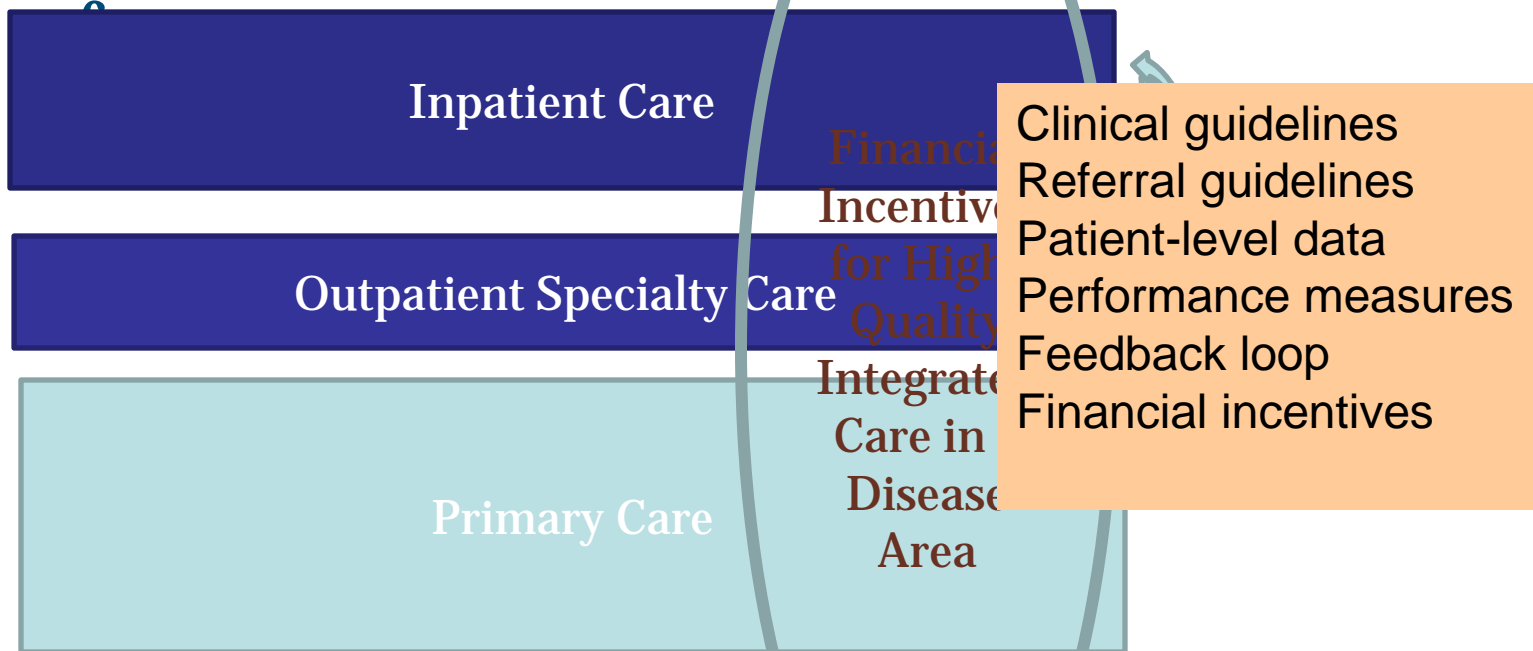 Inpatient Care
Outpatient Specialty Care
Primary Care
Incentiv
for High
Quality
Integrate
Care in
Disease
Area
Clinical guidelines
Referral guidelines
Patient-level data
Performance measures
Feedback loop
Financial incentives